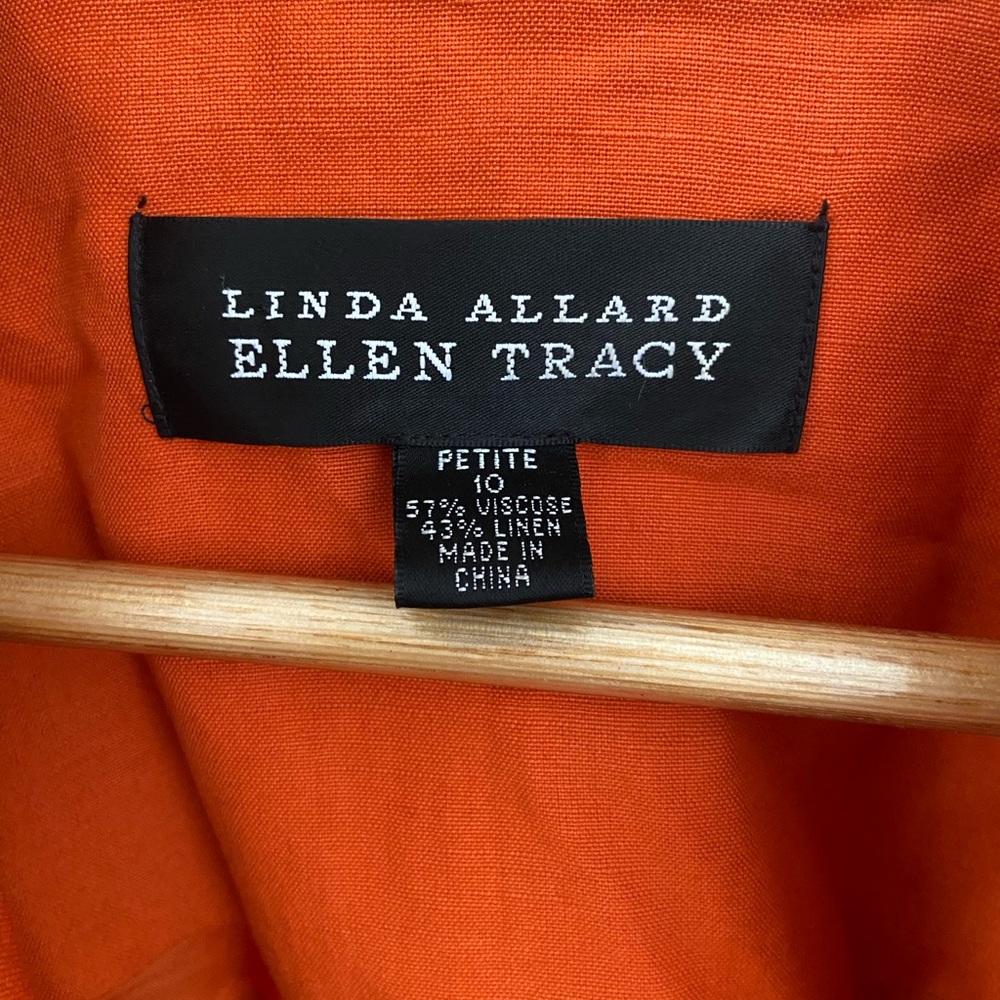 LINDA ALLARD
ELLEN TRACY
PETITE
10
57% VISCOSE
43% LINEN
MADE IN
CHINA